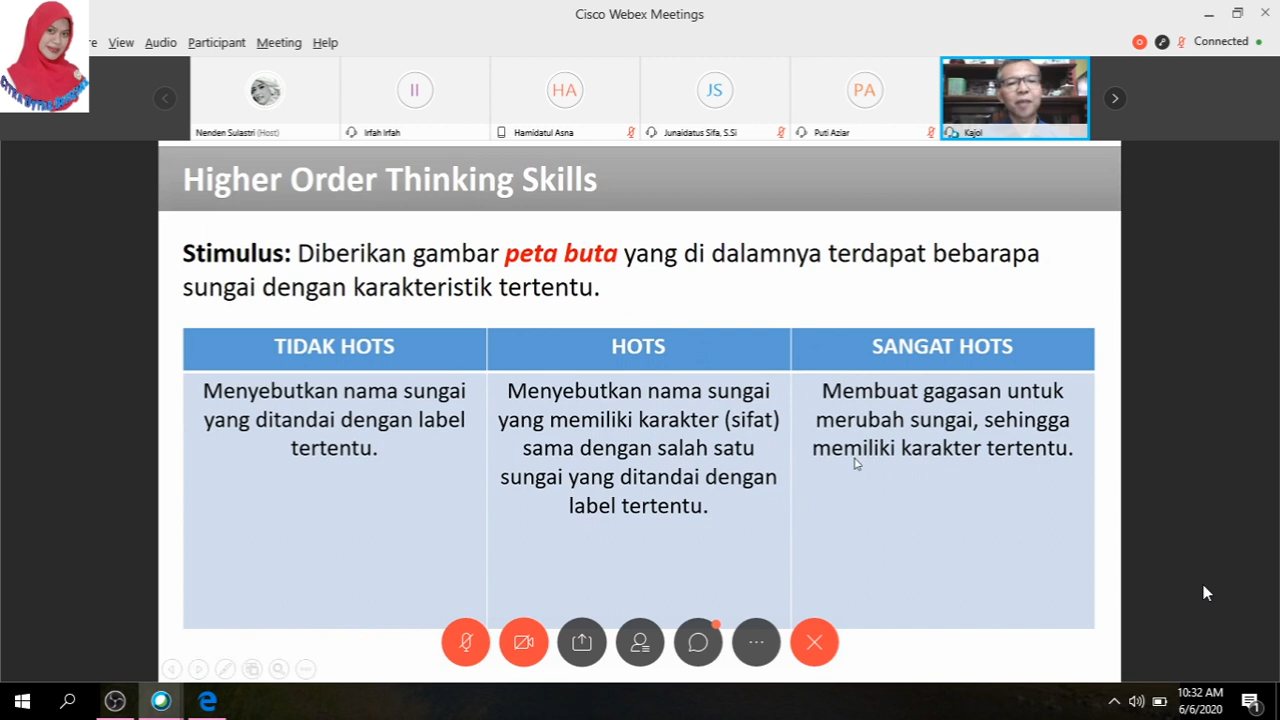 Cisco Webex Meetings
View Audio Participant Meeting Help
Connected
II HA JS PA
Nenden Sulastri (Host) Irfah Irfah Hamidatul Asna Junaidatus Sifa, S.Si Puti Aziar Kajol
Higher Order Thinking Skills
Stimulus: Diberikan gambar peta buta yang di dalamnya terdapat bebarapa
sungai dengan karakteristik tertentu.
TIDAK HOTS
Menyebutkan nama sungai
yang ditandai dengan label
tertentu.
HOTS
Menyebutkan nama sungai
yang memiliki karakter (sifat)
sama dengan salah satu
sungai yang ditandai dengan
label tertentu.
SANGAT HOTS
Membuat gagasan untuk
merubah sungai, sehingga
memiliki karakter tertentu.
10:32 AM
6/6/2020
1